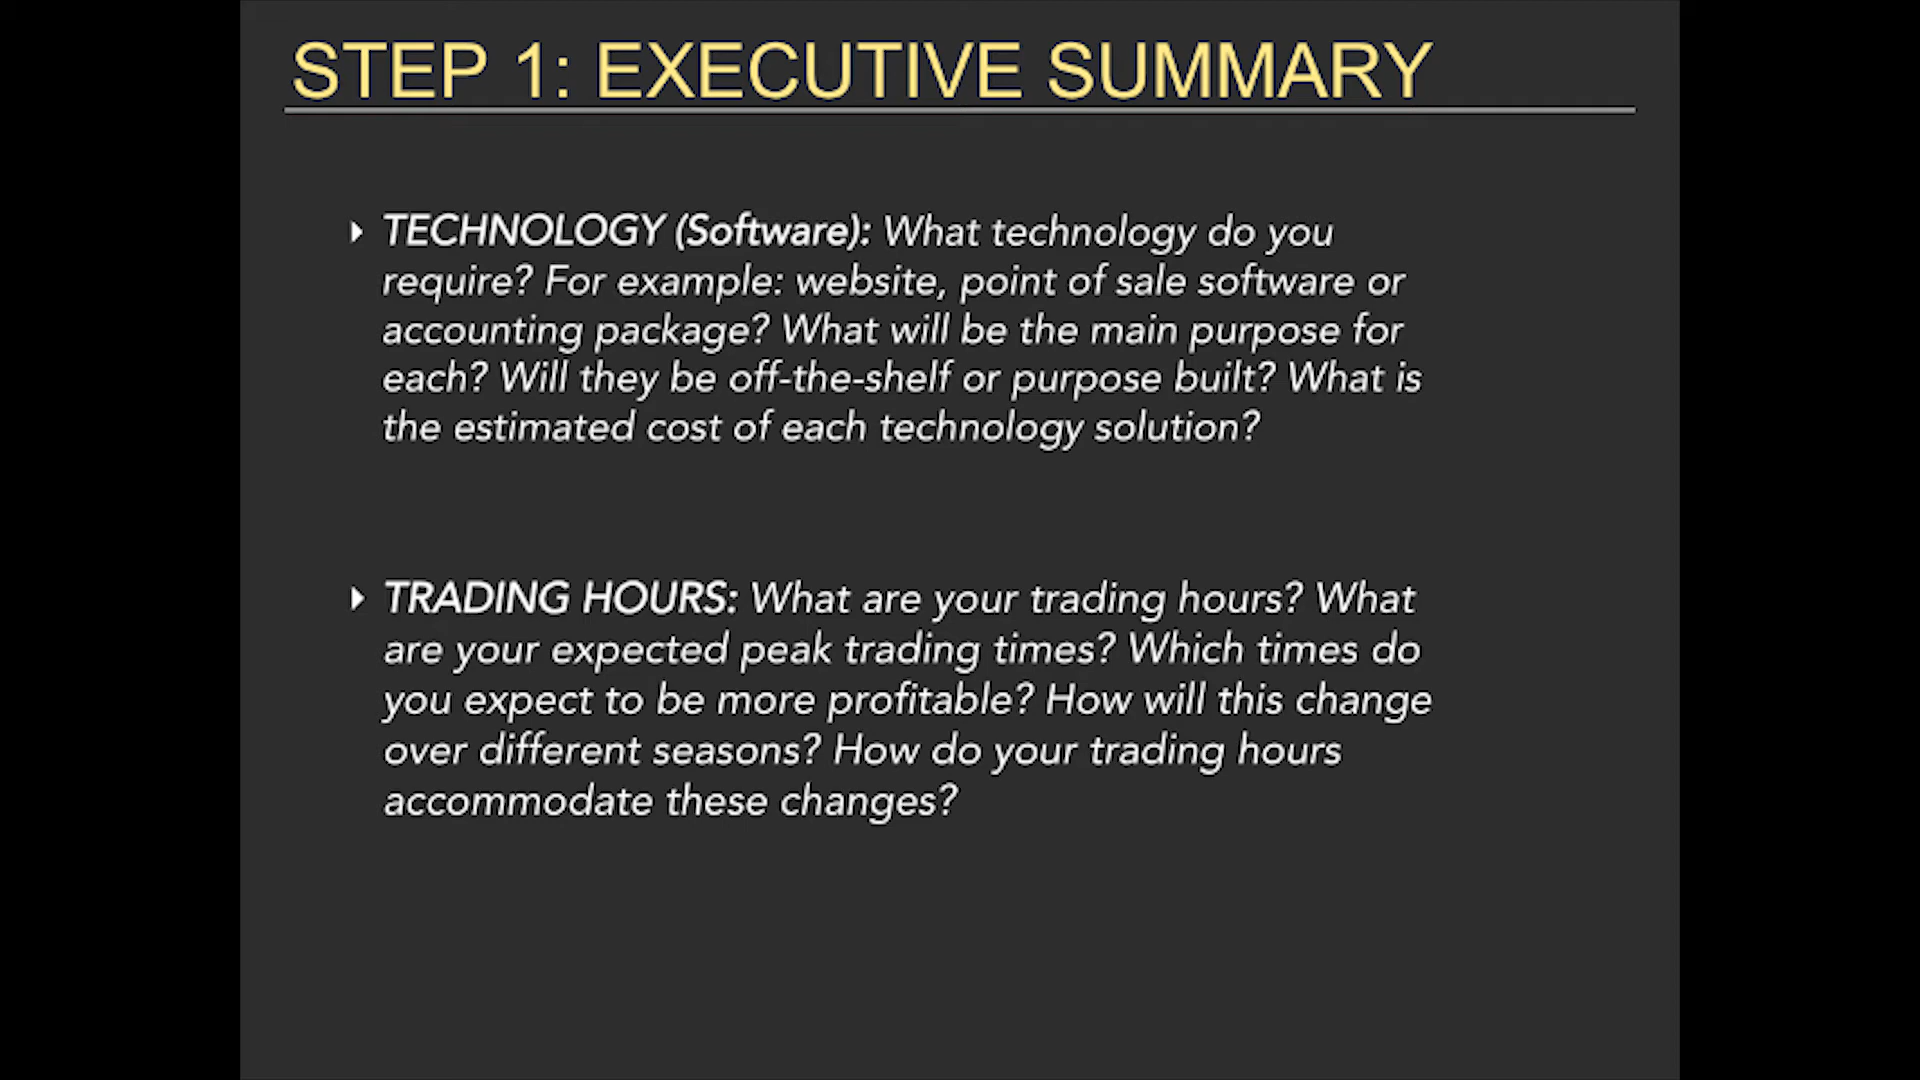 STEP 1: EXECUTIVE SUMMARY
TECHNOLOGY (Software): What technology do you
require? For example: website, point of sale software or
accounting package? What will be the main purpose for
each? Will they be off-the-shelf or purpose built? What is
the estimated cost of each technology solution?
TRADING HOURS: What are your trading hours? What
are your expected peak trading times? Which times do
you expect to be more profitable? How will this change
over different seasons? How do your trading hours
accommodate these changes?